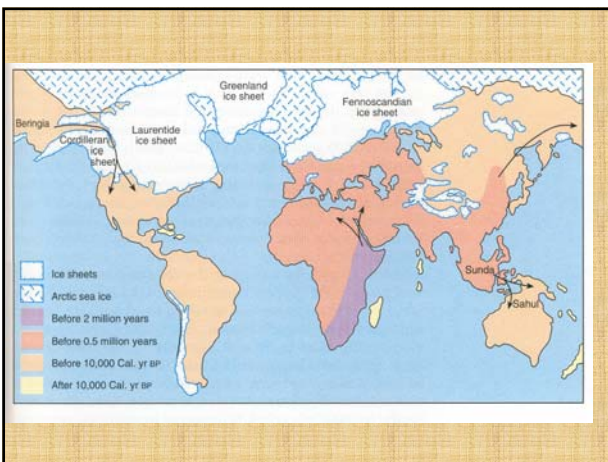 Greenland
ice sheet
Fennoscandian
ice sheet
Beringia
Cordilleran
ice
sheet
Laurentide
ice sheet
Sunda
Sahul
Ice sheets
Arctic sea ice
Before 2 million years
Before 0.5 million years
Before 10,000 Cal. yr BP
After 10,000 Cal. yr BP